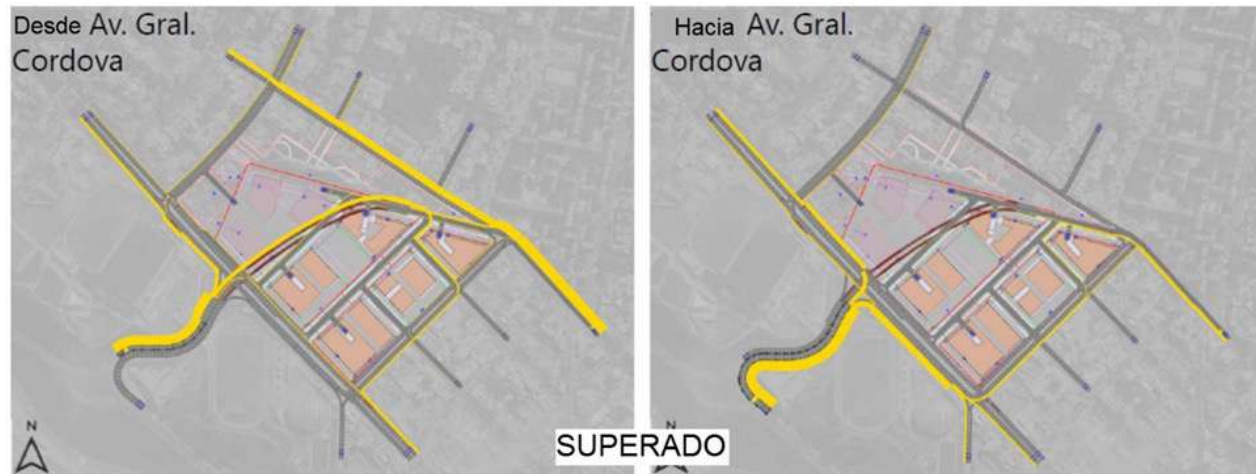 Desde Av. Gral.
Cordova
N
Hacia Av. Gral.
Cordova
N
SUPERADO